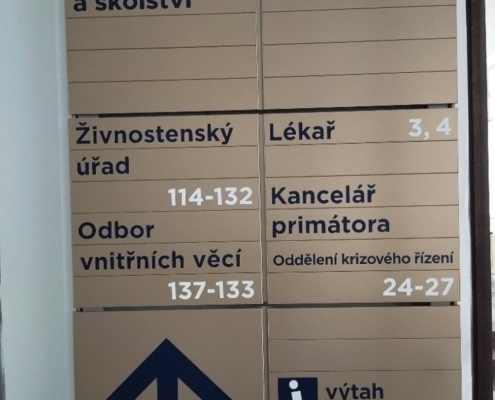 a školství
Živnostenský
úřad
114-132
Odbor
vnitřních věcí
137-133
Lékař 3, 4
Kancelář
primátora
Oddělení krizového řízení
24-27
i výtah